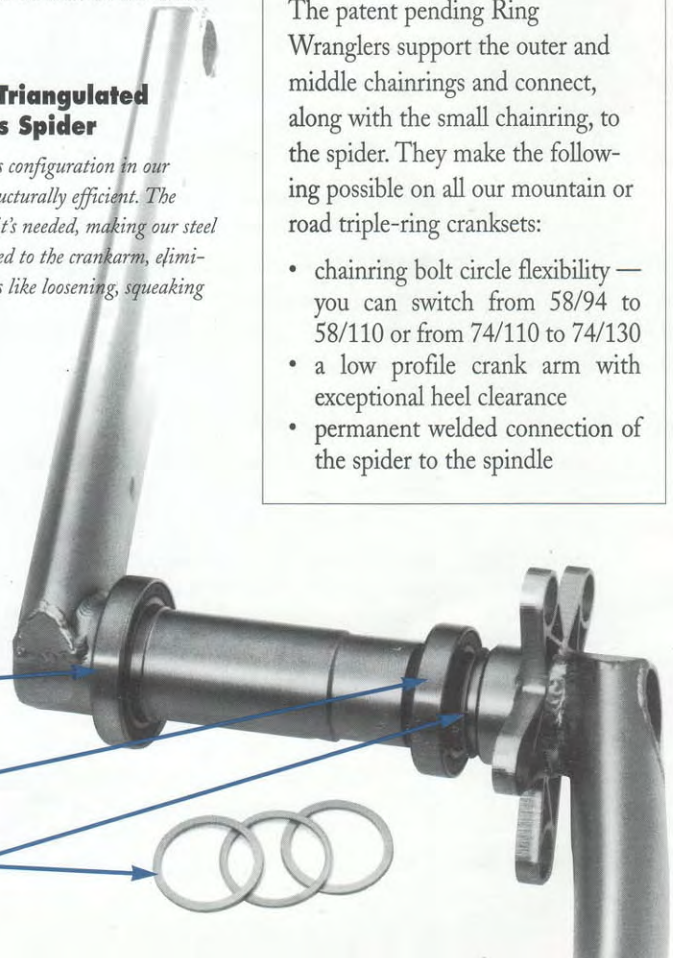 Triangulated
s Spider
s configuration in our
ucturally efficient. The
it's needed, making our steel
ed to the crankarm, elimi-
s like loosening, squeaking
The patent pending Ring
Wranglers support the outer and
middle chainrings and connect,
along with the small chainring, to
the spider. They make the follow-
ing possible on all our mountain or
road triple-ring cranksets:
• chainring bolt circle flexibility —
you can switch from 58/94 to
58/110 or from 74/110 to 74/130
• a low profile crank arm with
exceptional heel clearance
• permanent welded connection of
the spider to the spindle